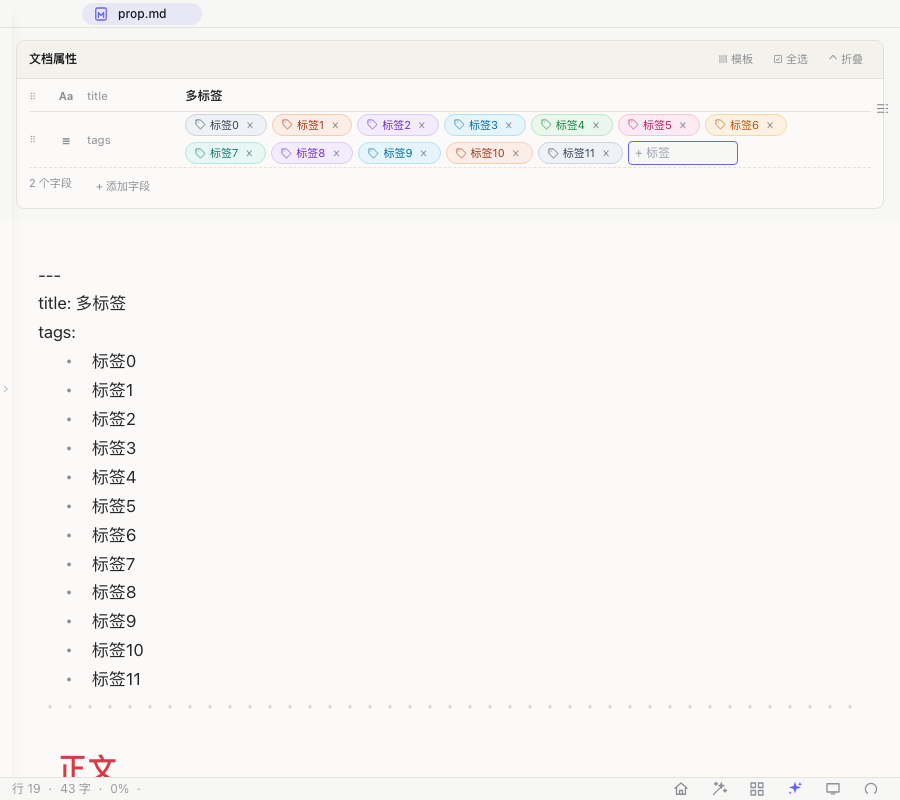 prop.md
文档属性 模板 全选 折叠
Aa title 多标签
tags 标签0 × 标签1 × 标签2 × 标签3 × 标签4 × 标签5 × 标签6 ×
标签7 × 标签8 × 标签9 × 标签10 × 标签11 × + 标签
2 个字段 + 添加字段
---
title: 多标签
tags:
• 标签0
• 标签1
• 标签2
• 标签3
• 标签4
• 标签5
• 标签6
• 标签7
• 标签8
• 标签9
• 标签10
• 标签11
正文
行 19 · 43 字 · 0% ·